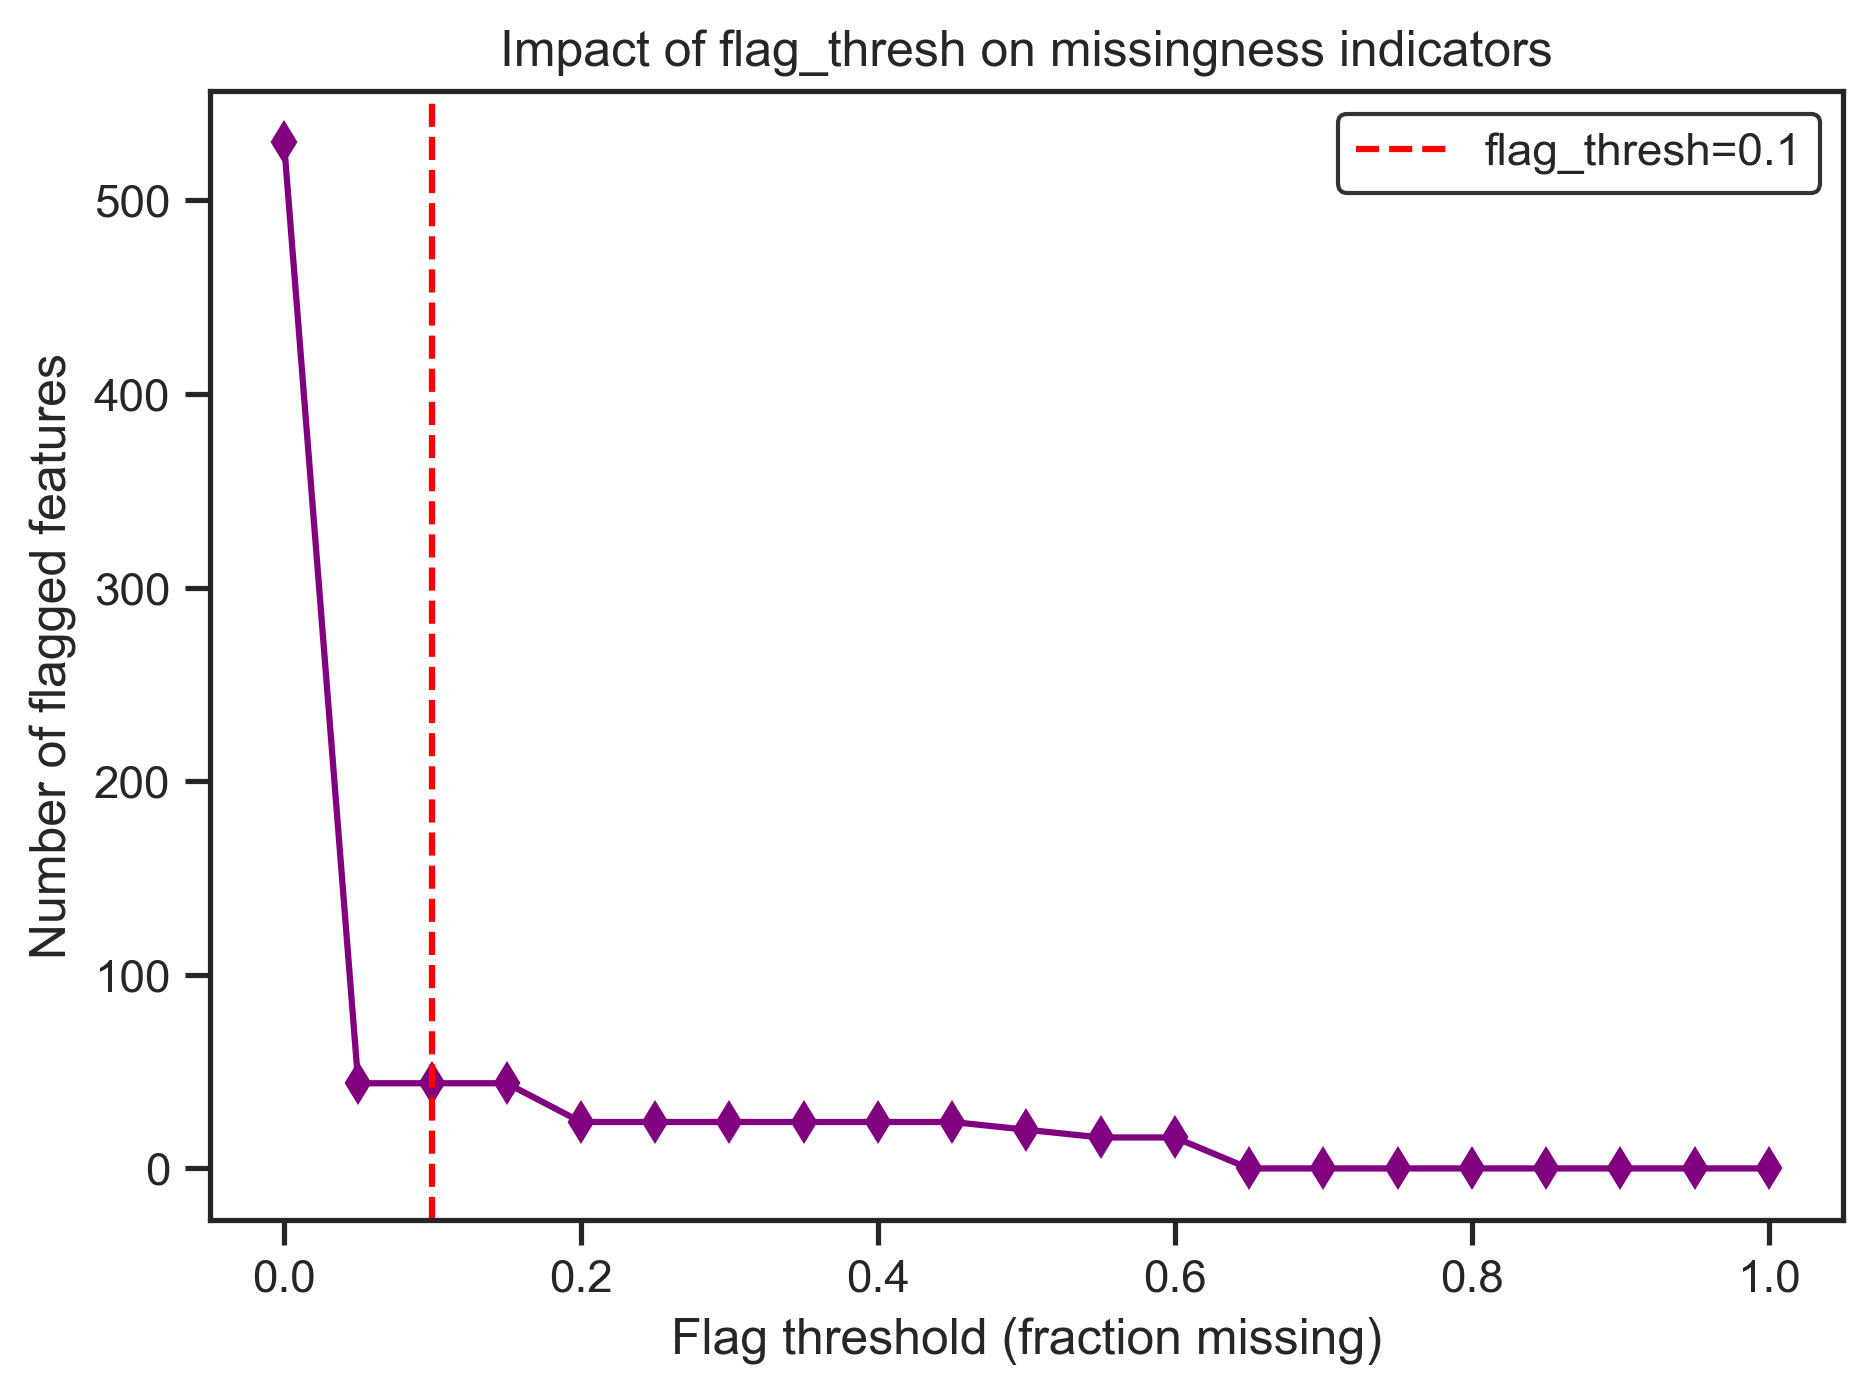 Impact of flag_thresh on missingness indicators
flag_thresh=0.1
Number of flagged features
500
400
300
200
100
0
0.0 0.2 0.4 0.6 0.8 1.0
Flag threshold (fraction missing)